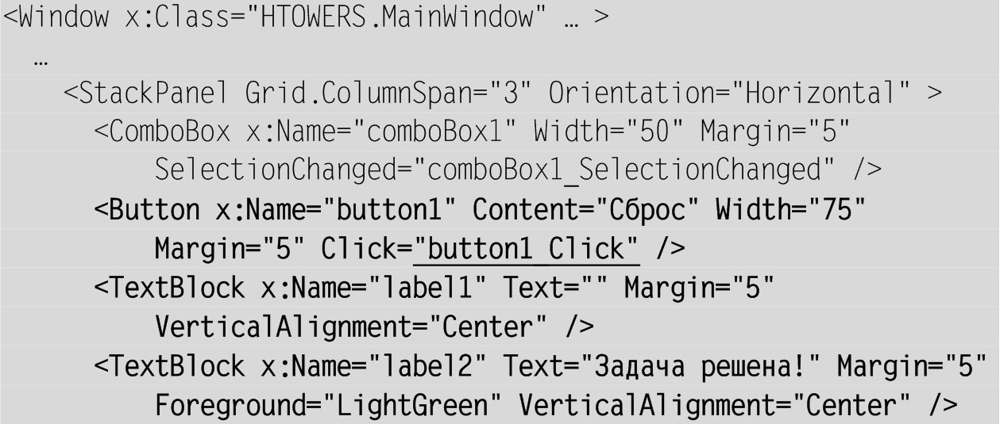 <Window x:Class="HTOWERS.MainWindow" … >
…
<StackPanel Grid.ColumnSpan="3" Orientation="Horizontal" >
<ComboBox x:Name="comboBox1" Width="50" Margin="5"
SelectionChanged="comboBox1_SelectionChanged" />
<Button x:Name="button1" Content="Сброс" Width="75"
Margin="5" Click="button1_Click" />
<TextBlock x:Name="label1" Text="" Margin="5"
VerticalAlignment="Center" />
<TextBlock x:Name="label2" Text="Задача решена!" Margin="5"
Foreground="LightGreen" VerticalAlignment="Center" />